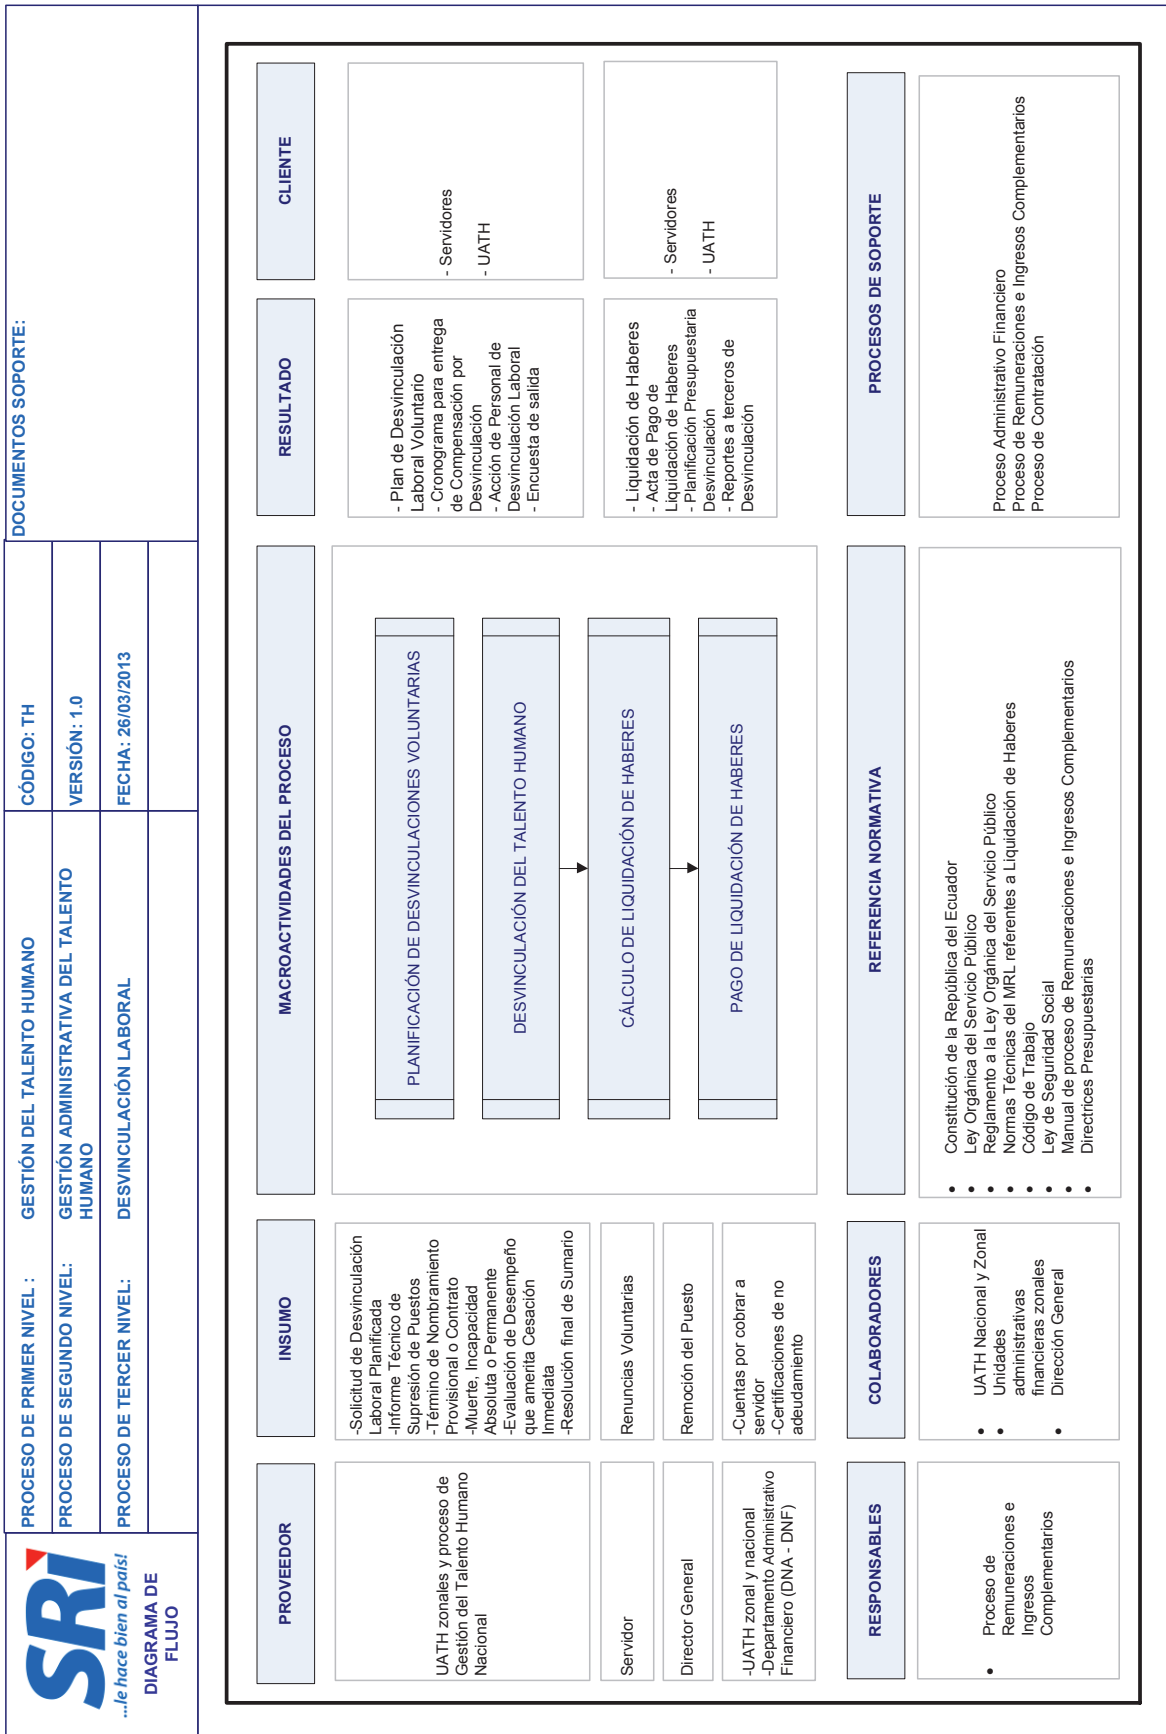 SRi
...le hace bien al país!
DIAGRAMA DE
FLUJO
PROCESO DE PRIMER NIVEL :
GESTIÓN DEL TALENTO HUMANO
CÓDIGO: TH
DOCUMENTOS SOPORTE:
PROCESO DE SEGUNDO NIVEL:
GESTIÓN ADMINISTRATIVA DEL TALENTO
HUMANO
VERSIÓN: 1.0
PROCESO DE TERCER NIVEL:
DESVINCULACIÓN LABORAL
FECHA: 26/03/2013
PROVEEDOR
UATH zonales y proceso de
Gestión del Talento Humano
Nacional
Servidor
Director General
-UATH zonal y nacional
-Departamento Administrativo
Financiero (DNA - DNF)
INSUMO
-Solicitud de Desvinculación
Laboral Planificada
-Informe Técnico de
Supresión de Puestos
-Término de Nombramiento
Provisional o Contrato
-Muerte, Incapacidad
Absoluta o Permanente
-Evaluación de Desempeño
que amerita Cesación
Inmediata
-Resolución final de Sumario
Renuncias Voluntarias
Remoción del Puesto
-Cuentas por cobrar a
servidor
-Certificaciones de no
adeudamiento
MACROACTIVIDADES DEL PROCESO
PLANIFICACIÓN DE DESVINCULACIONES VOLUNTARIAS
DESVINCULACIÓN DEL TALENTO HUMANO
CÁLCULO DE LIQUIDACIÓN DE HABERES
PAGO DE LIQUIDACIÓN DE HABERES
RESULTADO
- Plan de Desvinculación
Laboral Voluntario
- Cronograma para entrega
de Compensación por
Desvinculación
- Acción de Personal de
Desvinculación Laboral
- Encuesta de salida
- Liquidación de Haberes
- Acta de Pago de
Liquidación de Haberes
- Planificación Presupuestaria
Desvinculación
- Reportes a terceros de
Desvinculación
CLIENTE
- Servidores
- UATH
- Servidores
- UATH
RESPONSABLES
• Proceso de
Remuneraciones e
Ingresos
Complementarios
COLABORADORES
• UATH Nacional y Zonal
• Unidades
administrativas
financieras zonales
• Dirección General
REFERENCIA NORMATIVA
• Constitución de la República del Ecuador
• Ley Orgánica del Servicio Público
• Reglamento a la Ley Orgánica del Servicio Público
• Normas Técnicas del MRL referentes a Liquidación de Haberes
• Código de Trabajo
• Ley de Seguridad Social
• Manual de proceso de Remuneraciones e Ingresos Complementarios
• Directrices Presupuestarias
PROCESOS DE SOPORTE
Proceso Administrativo Financiero
Proceso de Remuneraciones e Ingresos Complementarios
Proceso de Contratación